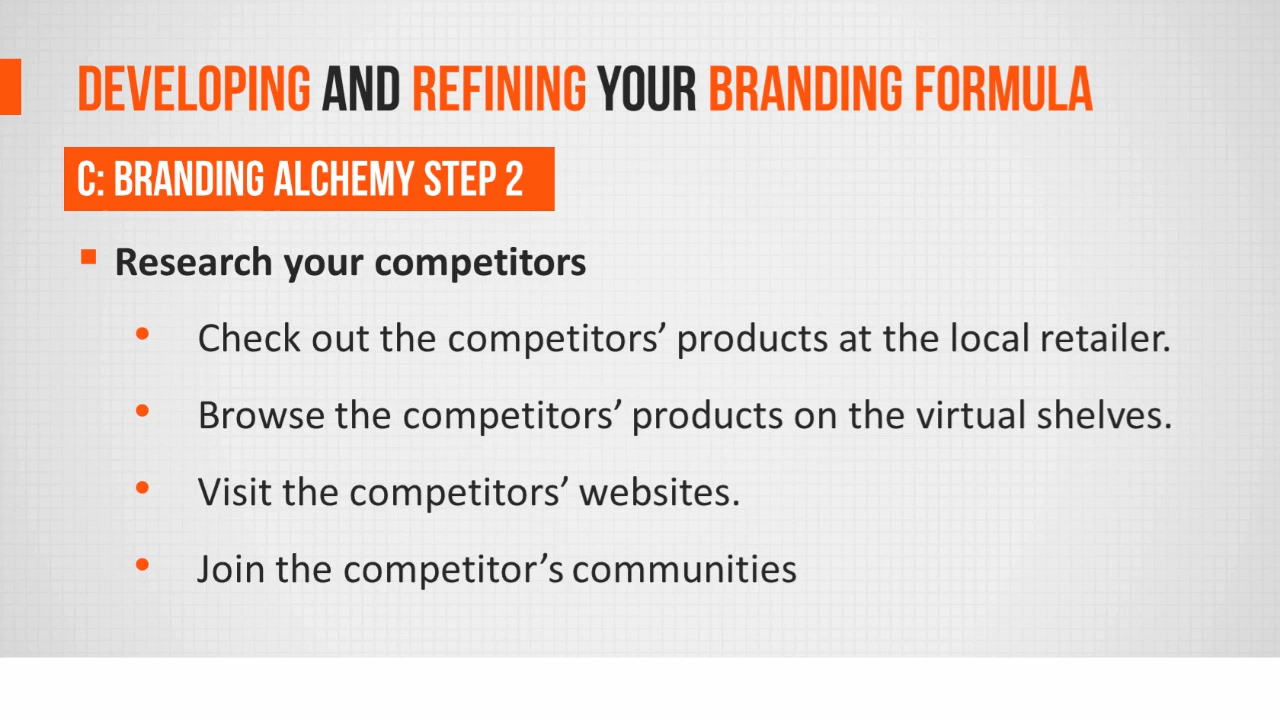 DEVELOPING AND REFINING YOUR BRANDING FORMULA
C: BRANDING ALCHEMY STEP 2
Research your competitors
Check out the competitors’ products at the local retailer.
Browse the competitors’ products on the virtual shelves.
Visit the competitors’ websites.
Join the competitor’s communities